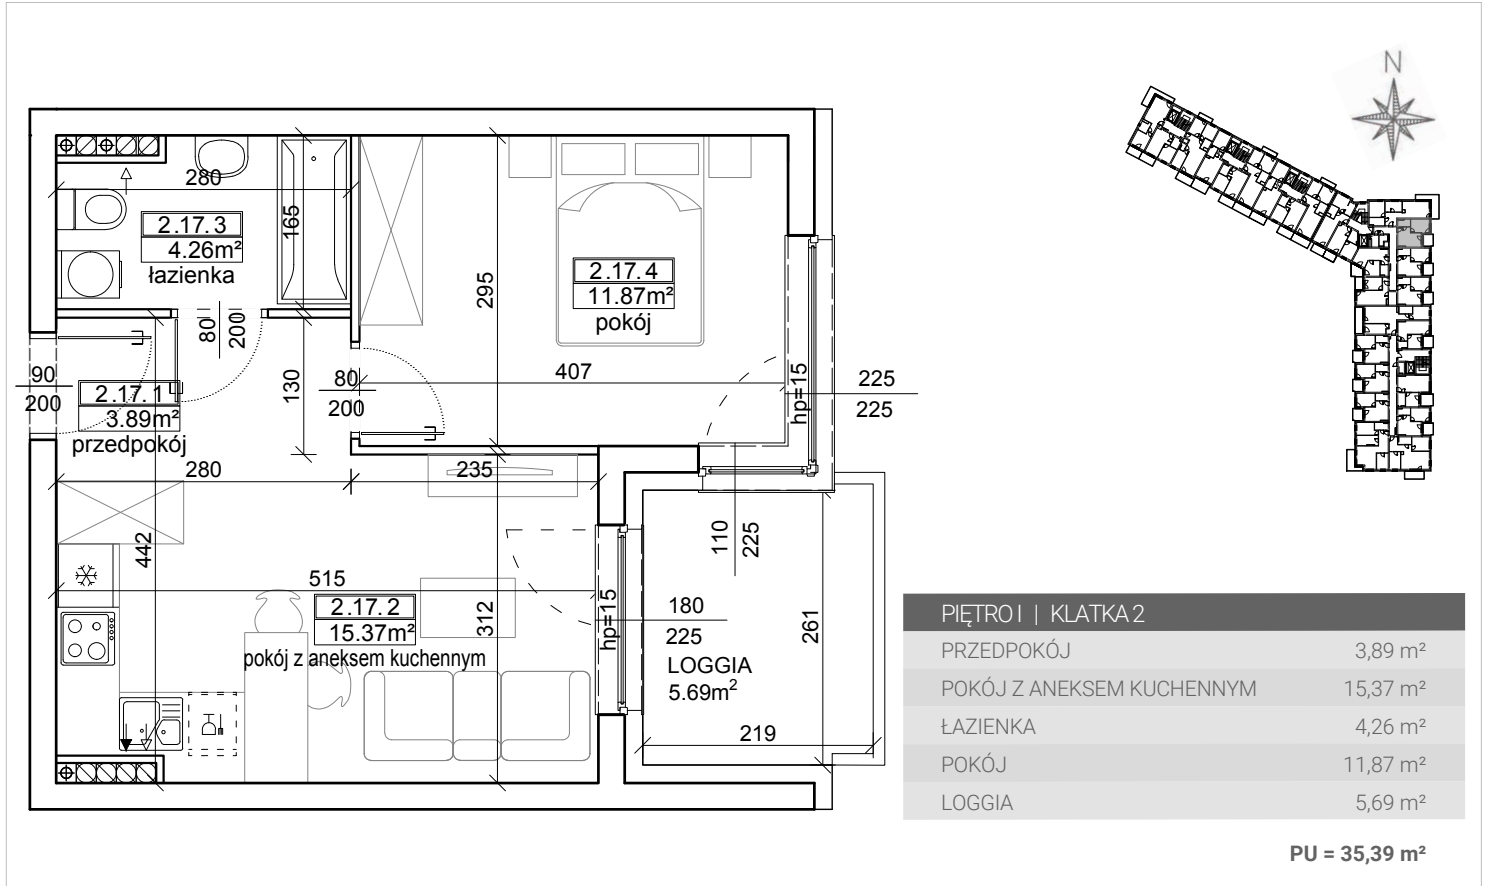 N
280
165
2.17.3
4.26m²
łazienka
295
2.17.4
11.87m²
pokój
80
200
90
200
2.17.1
3.89m²
przedpokój
130
80
200
407
hp=15
225
225
280
235
442
110
225
515
2.17.2
15.37m²
pokój z aneksem kuchennym
312
hp=15
180
225
LOGGIA
5.69m²
261
219
PIĘTRO I | KLATKA 2
PRZEDPOKÓJ 3,89 m²
POKÓJ Z ANEKSEM KUCHENNYM 15,37 m²
ŁAZIENKA 4,26 m²
POKÓJ 11,87 m²
LOGGIA 5,69 m²
PU = 35,39 m²